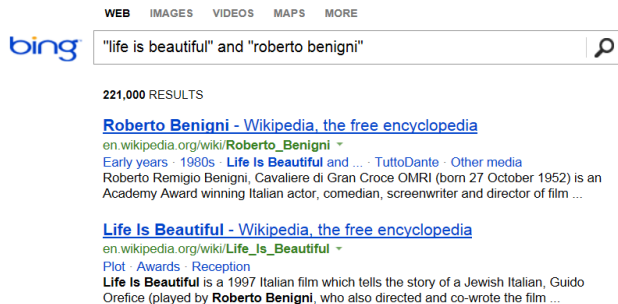 WEB IMAGES VIDEOS MAPS MORE
bing "life is beautiful" and "roberto benigni"
221,000 RESULTS
Roberto Benigni - Wikipedia, the free encyclopedia
en.wikipedia.org/wiki/Roberto_Benigni
Early years · 1980s · Life Is Beautiful and ... · TuttoDante · Other media
Roberto Remigio Benigni, Cavaliere di Gran Croce OMRI (born 27 October 1952) is an
Academy Award winning Italian actor, comedian, screenwriter and director of film ...
Life Is Beautiful - Wikipedia, the free encyclopedia
en.wikipedia.org/wiki/Life_Is_Beautiful
Plot · Awards · Reception
Life Is Beautiful is a 1997 Italian film which tells the story of a Jewish Italian, Guido
Orefice (played by Roberto Benigni, who also directed and co-wrote the film ...